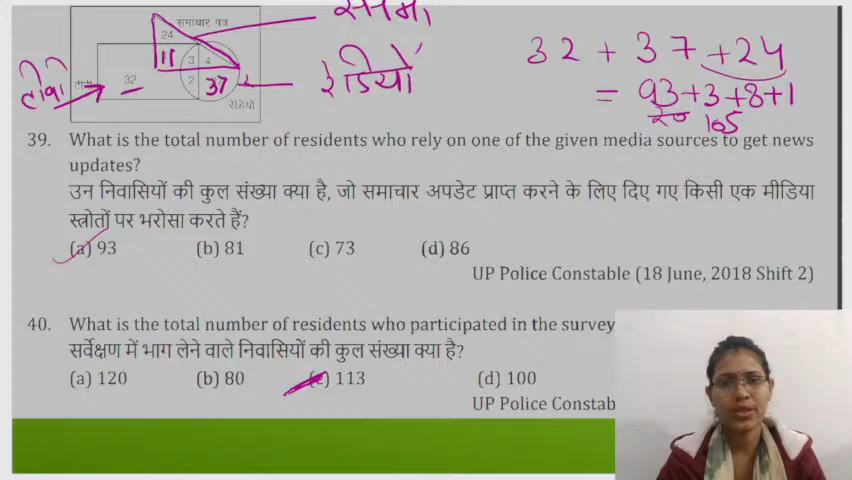 समाचार पत्र
24
11
3 4
32
2
37
टीवी
टीवी
रेडियो
रेडियो
32 + 37 + 24
= 93 + 3 + 8 + 1
20 105
39. What is the total number of residents who rely on one of the given media sources to get news
updates?
उन निवासियों की कुल संख्या क्या है, जो समाचार अपडेट प्राप्त करने के लिए दिए गए किसी एक मीडिया
स्त्रोतों पर भरोसा करते हैं?
(a) 93 (b) 81 (c) 73 (d) 86
UP Police Constable (18 June, 2018 Shift 2)
40. What is the total number of residents who participated in the survey
सर्वेक्षण में भाग लेने वाले निवासियों की कुल संख्या क्या है?
(a) 120 (b) 80 (c) 113 (d) 100
UP Police Constab